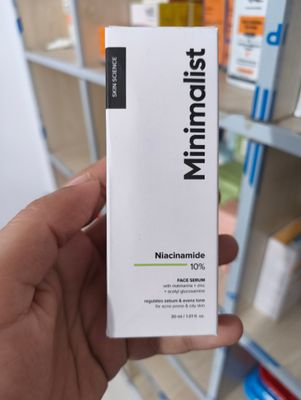 SKIN SCIENCE
Minimalist
Niacinamide
10%
FACE SERUM
with matmarine + zinc
+ acetyl glucosamine
regulates sebum & evens tone
for acne prone & oily skin
30 ml / 1.01 fl. oz.
d